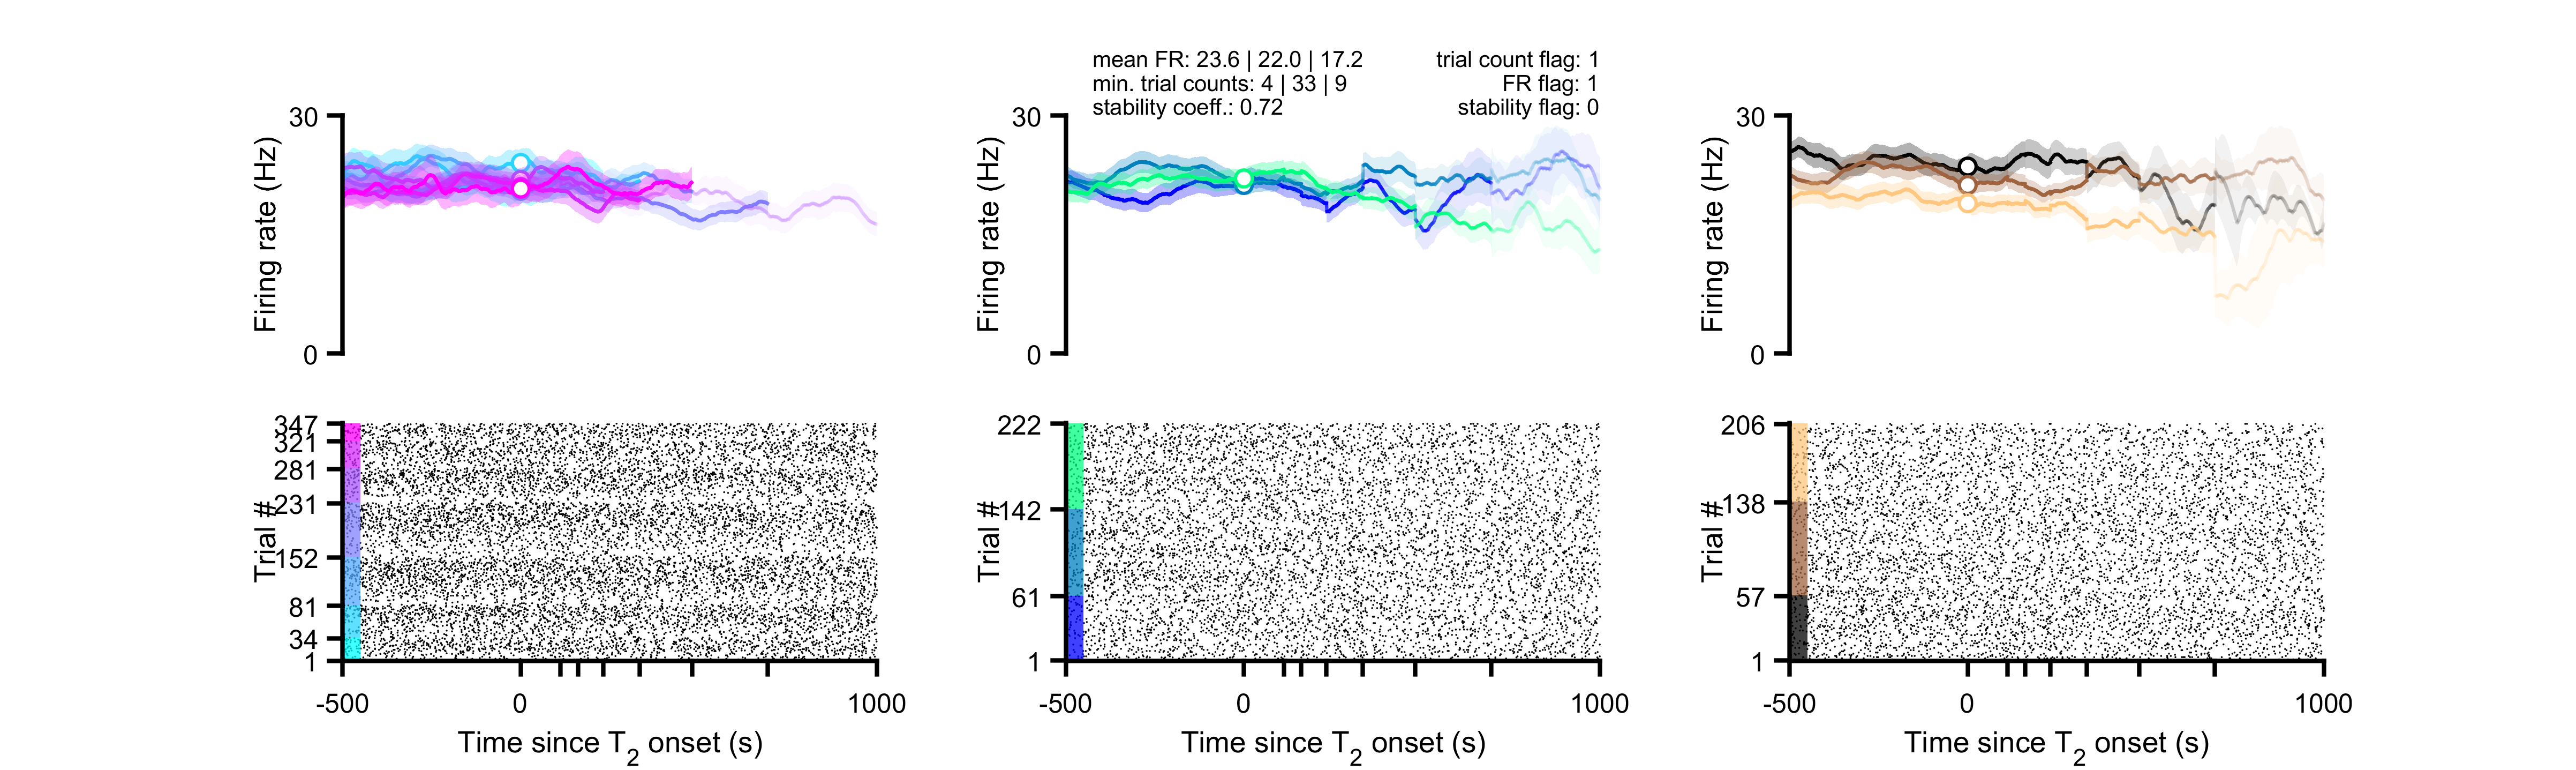 mean FR: 23.6 | 22.0 | 17.2
trial count flag: 1
min. trial counts: 4 | 33 | 9
FR flag: 1
stability coeff.: 0.72
stability flag: 0
30
Firing rate (Hz)
0
30
Firing rate (Hz)
0
30
Firing rate (Hz)
0
347
321
281
231
152
81
34
1
Trial #
-500
0
1000
Time since T2 onset (s)
222
142
61
1
Trial #
-500
0
1000
Time since T2 onset (s)
206
138
57
1
Trial #
-500
0
1000
Time since T2 onset (s)